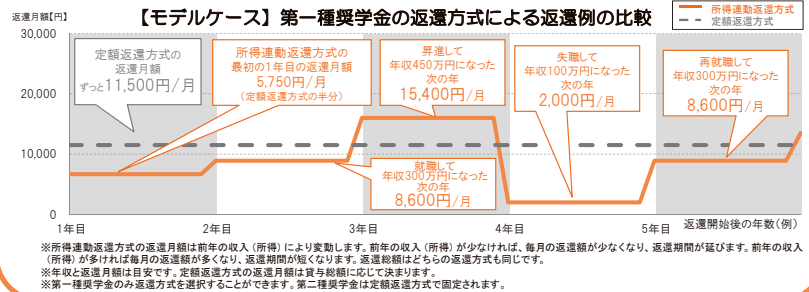 返還月額【円】
【モデルケース】第一種奨学金の返還方式による返還例の比較
所得連動返還方式
定額返還方式
30,000
20,000
10,000
0
定額返還方式の
返還月額
ずっと11,500円/月
所得連動返還方式の
最初の1年目の返還月額
5,750円/月
(定額返還方式の半分)
昇進して
年収450万円になった
次の年
15,400円/月
失職して
年収100万円になった
次の年
2,000円/月
再就職して
年収300万円になった
次の年
8,600円/月
就職して
年収300万円になった
次の年
8,600円/月
1年目
2年目
3年目
4年目
5年目
返還開始後の年数(例)
※所得連動返還方式の返還月額は前年の収入(所得)により変動します。前年の収入(所得)が少なければ、毎月の返還額が少なくなり、返還期間が延びます。前年の収入
(所得)が多ければ毎月の返還額が多くなり、返還期間が短くなります。返還総額はどちらの返還方式も同じです。
※年収と返還月額は目安です。定額返還方式の返還月額は貸与総額に応じて決まります。
※第一種奨学金のみ返還方式を選択することができます。第二種奨学金は定額返還方式で固定されます。